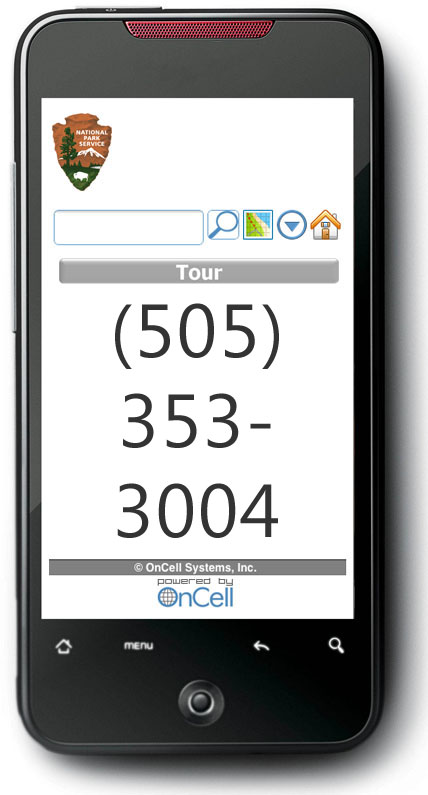 NATIONAL
PARK
SERVICE
Tour
(505)
353-
3004
© OnCell Systems, Inc.
powered by
OnCell
MENU